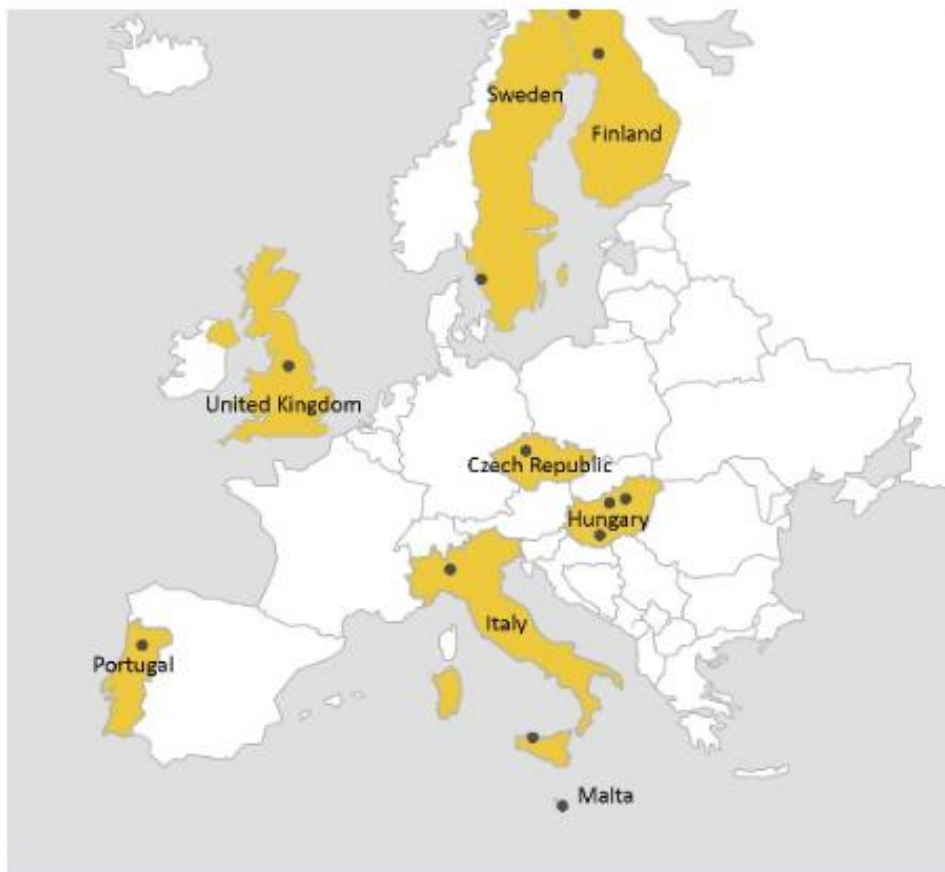 Sweden
Finland
United Kingdom
Czech Republic
Hungary
Italy
Portugal
Malta